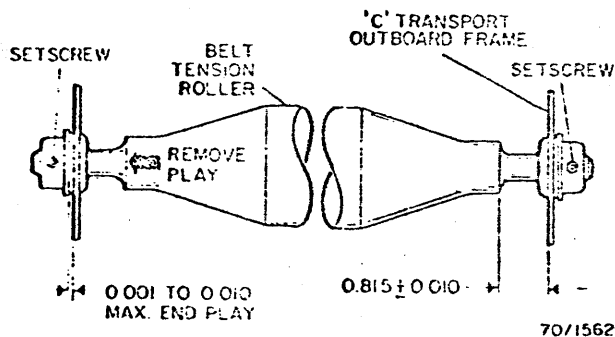 'C' TRANSPORT
OUTBOARD FRAME
SETSCREW
BELT
TENSION
ROLLER
SETSCREW
REMOVE
PLAY
0.001 TO 0.010
MAX. END PLAY
0.815 ± 0.010
70/1562